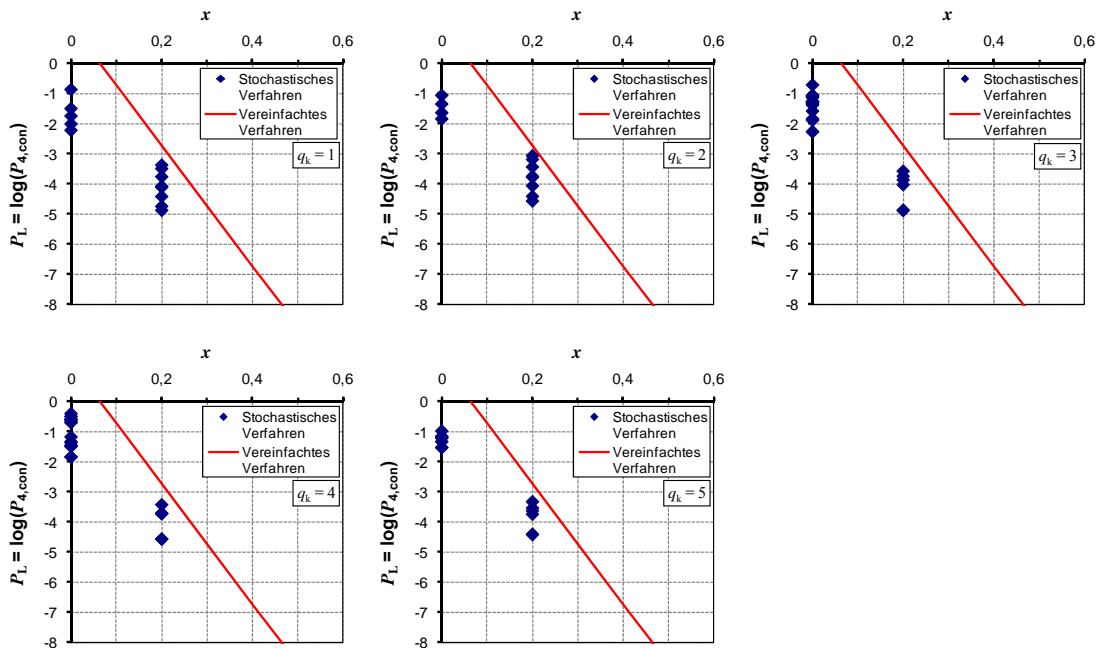 x
0 0,2 0,4 0,6
0
-1
-2
-3
-4
-5
-6
-7
-8
P_L = log(P_4,con)
Stochastisches
Verfahren
Vereinfachtes
Verfahren
q_k = 1
x
0 0,2 0,4 0,6
0
-1
-2
-3
-4
-5
-6
-7
-8
P_L = log(P_4,con)
Stochastisches
Verfahren
Vereinfachtes
Verfahren
q_k = 2
x
0 0,2 0,4 0,6
0
-1
-2
-3
-4
-5
-6
-7
-8
P_L = log(P_4,con)
Stochastisches
Verfahren
Vereinfachtes
Verfahren
q_k = 3
x
0 0,2 0,4 0,6
0
-1
-2
-3
-4
-5
-6
-7
-8
P_L = log(P_4,con)
Stochastisches
Verfahren
Vereinfachtes
Verfahren
q_k = 4
x
0 0,2 0,4 0,6
0
-1
-2
-3
-4
-5
-6
-7
-8
P_L = log(P_4,con)
Stochastisches
Verfahren
Vereinfachtes
Verfahren
q_k = 5